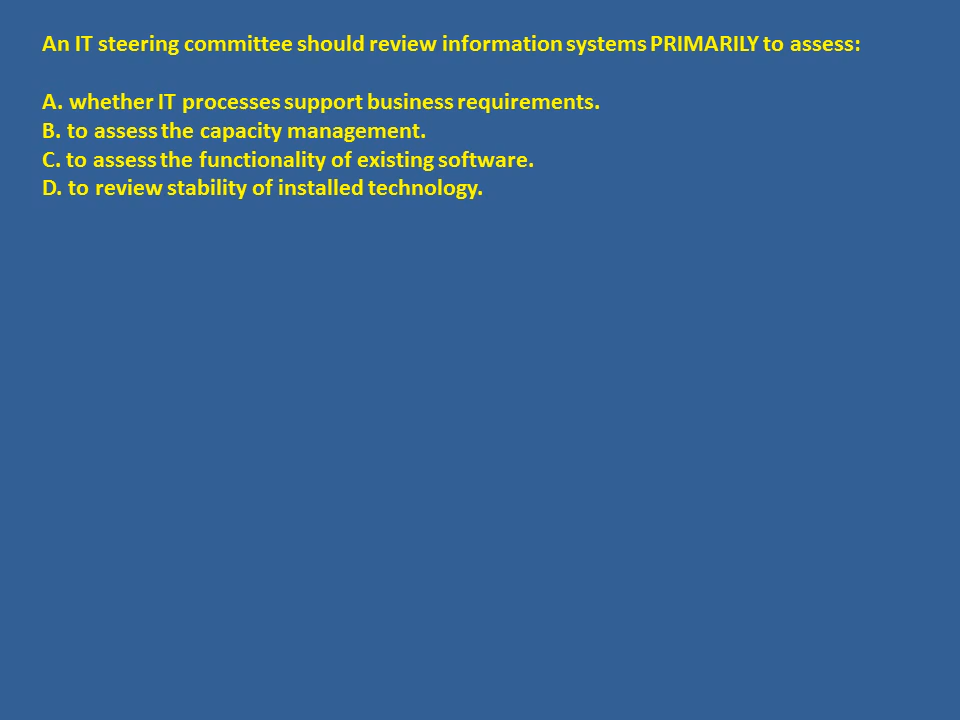 An IT steering committee should review information systems PRIMARILY to assess:
A. whether IT processes support business requirements.
B. to assess the capacity management.
C. to assess the functionality of existing software.
D. to review stability of installed technology.